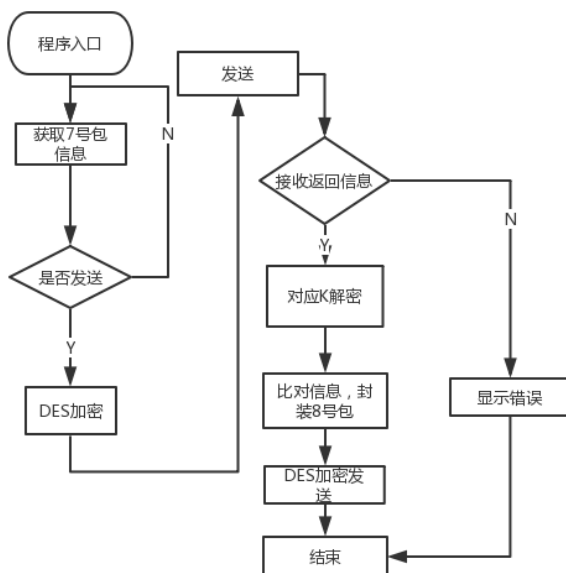 程序入口
获取7号包
信息
N
是否发送
Y
DES加密
发送
接收返回信息
N
Y
对应K解密
比对信息，封
装8号包
显示错误
DES加密发
送
结束